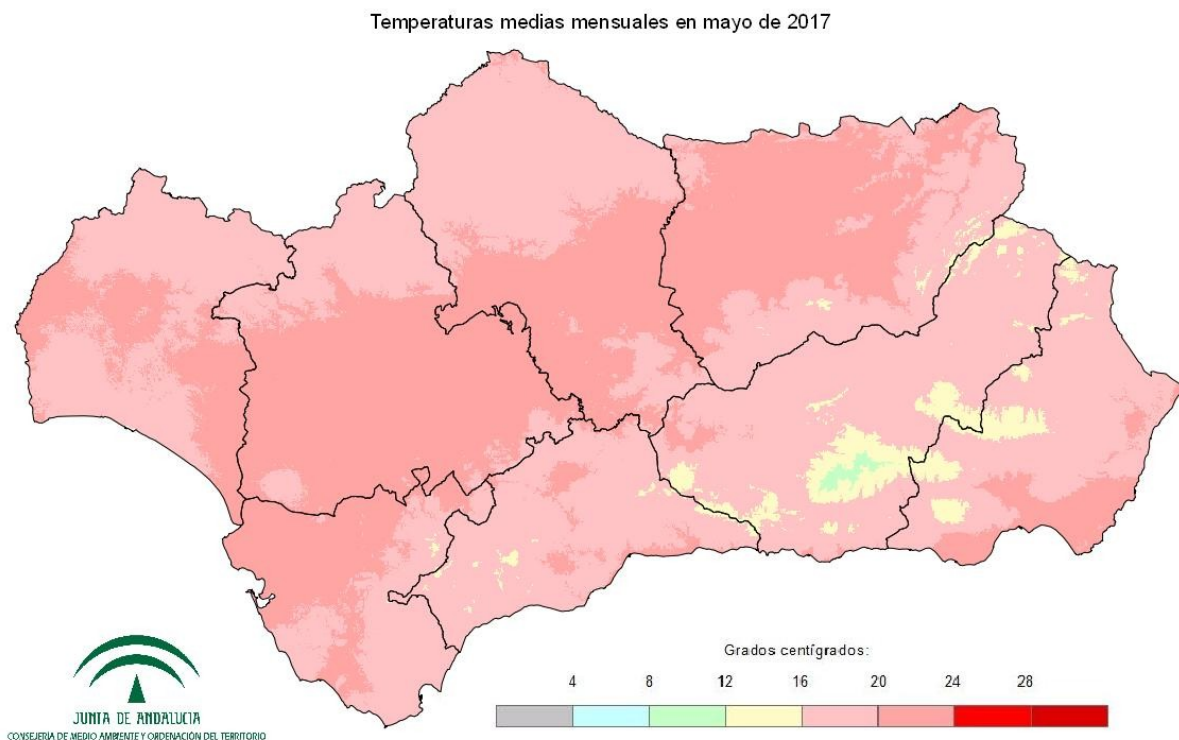 Temperaturas medias mensuales en mayo de 2017
Grados centígrados:
4 8 12 16 20 24 28
JUNTA DE ANDALUCIA
CONSEJERÍA DE MEDIO AMBIENTE Y ORDENACIÓN DEL TERRITORIO